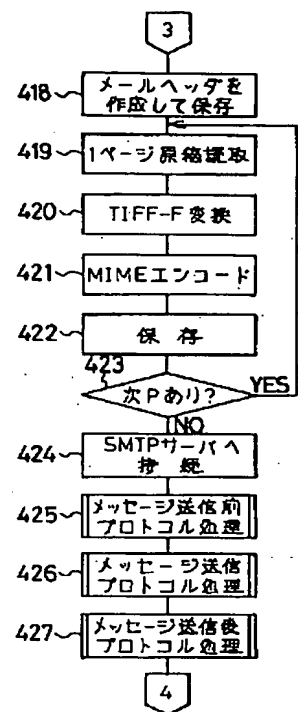 3
418
メールヘッダを
作成して保存
419
1ページ原稿読取
420
TIFF-F変換
421
MIMEエンコード
422
保存
423
次Pあり?
YES
NO
424
SMTPサーバへ
接続
425
メッセージ送信前
プロトコル処理
426
メッセージ送信
プロトコル処理
427
メッセージ送信後
プロトコル処理
4